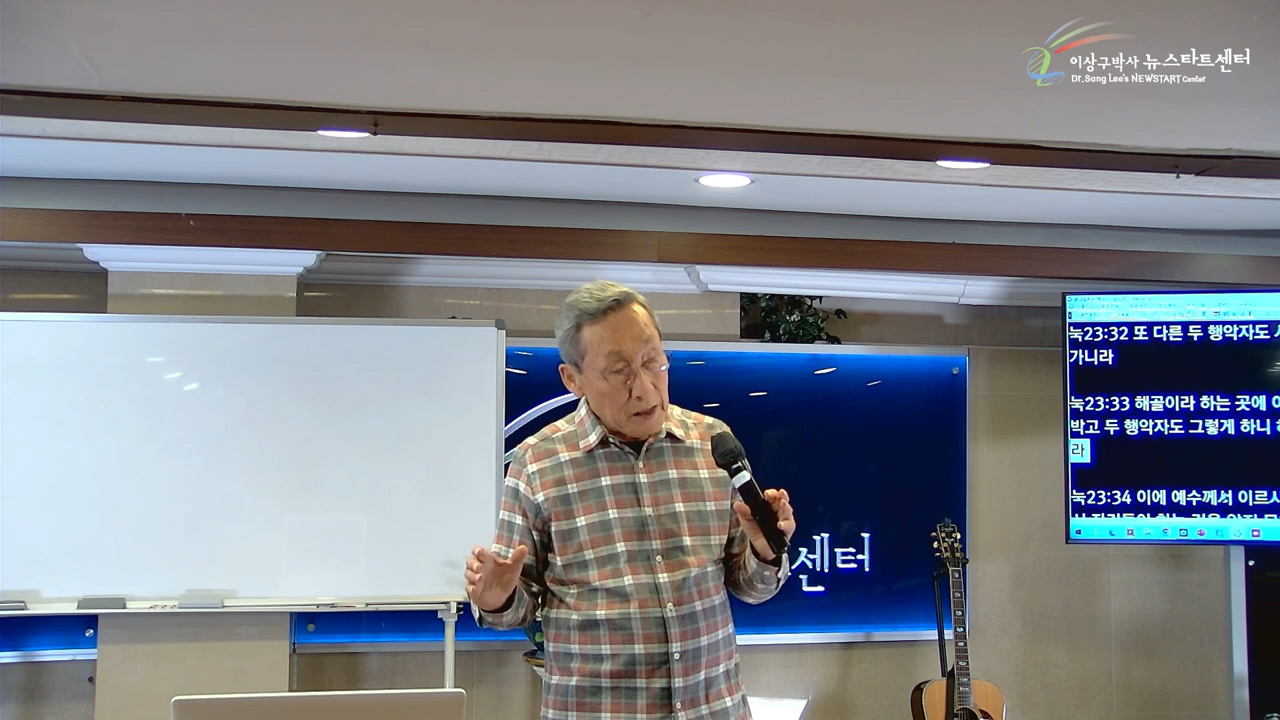 이상구박사 뉴스타트센터
Dr. Sang Lee's NEWSTART Center
눅23:32 또 다른 두 행악자도
가니라
눅23:33 해골이라 하는 곳에
박고 두 행악자도 그렇게 하니
라
눅23:34 이에 예수께서 이르시
센터